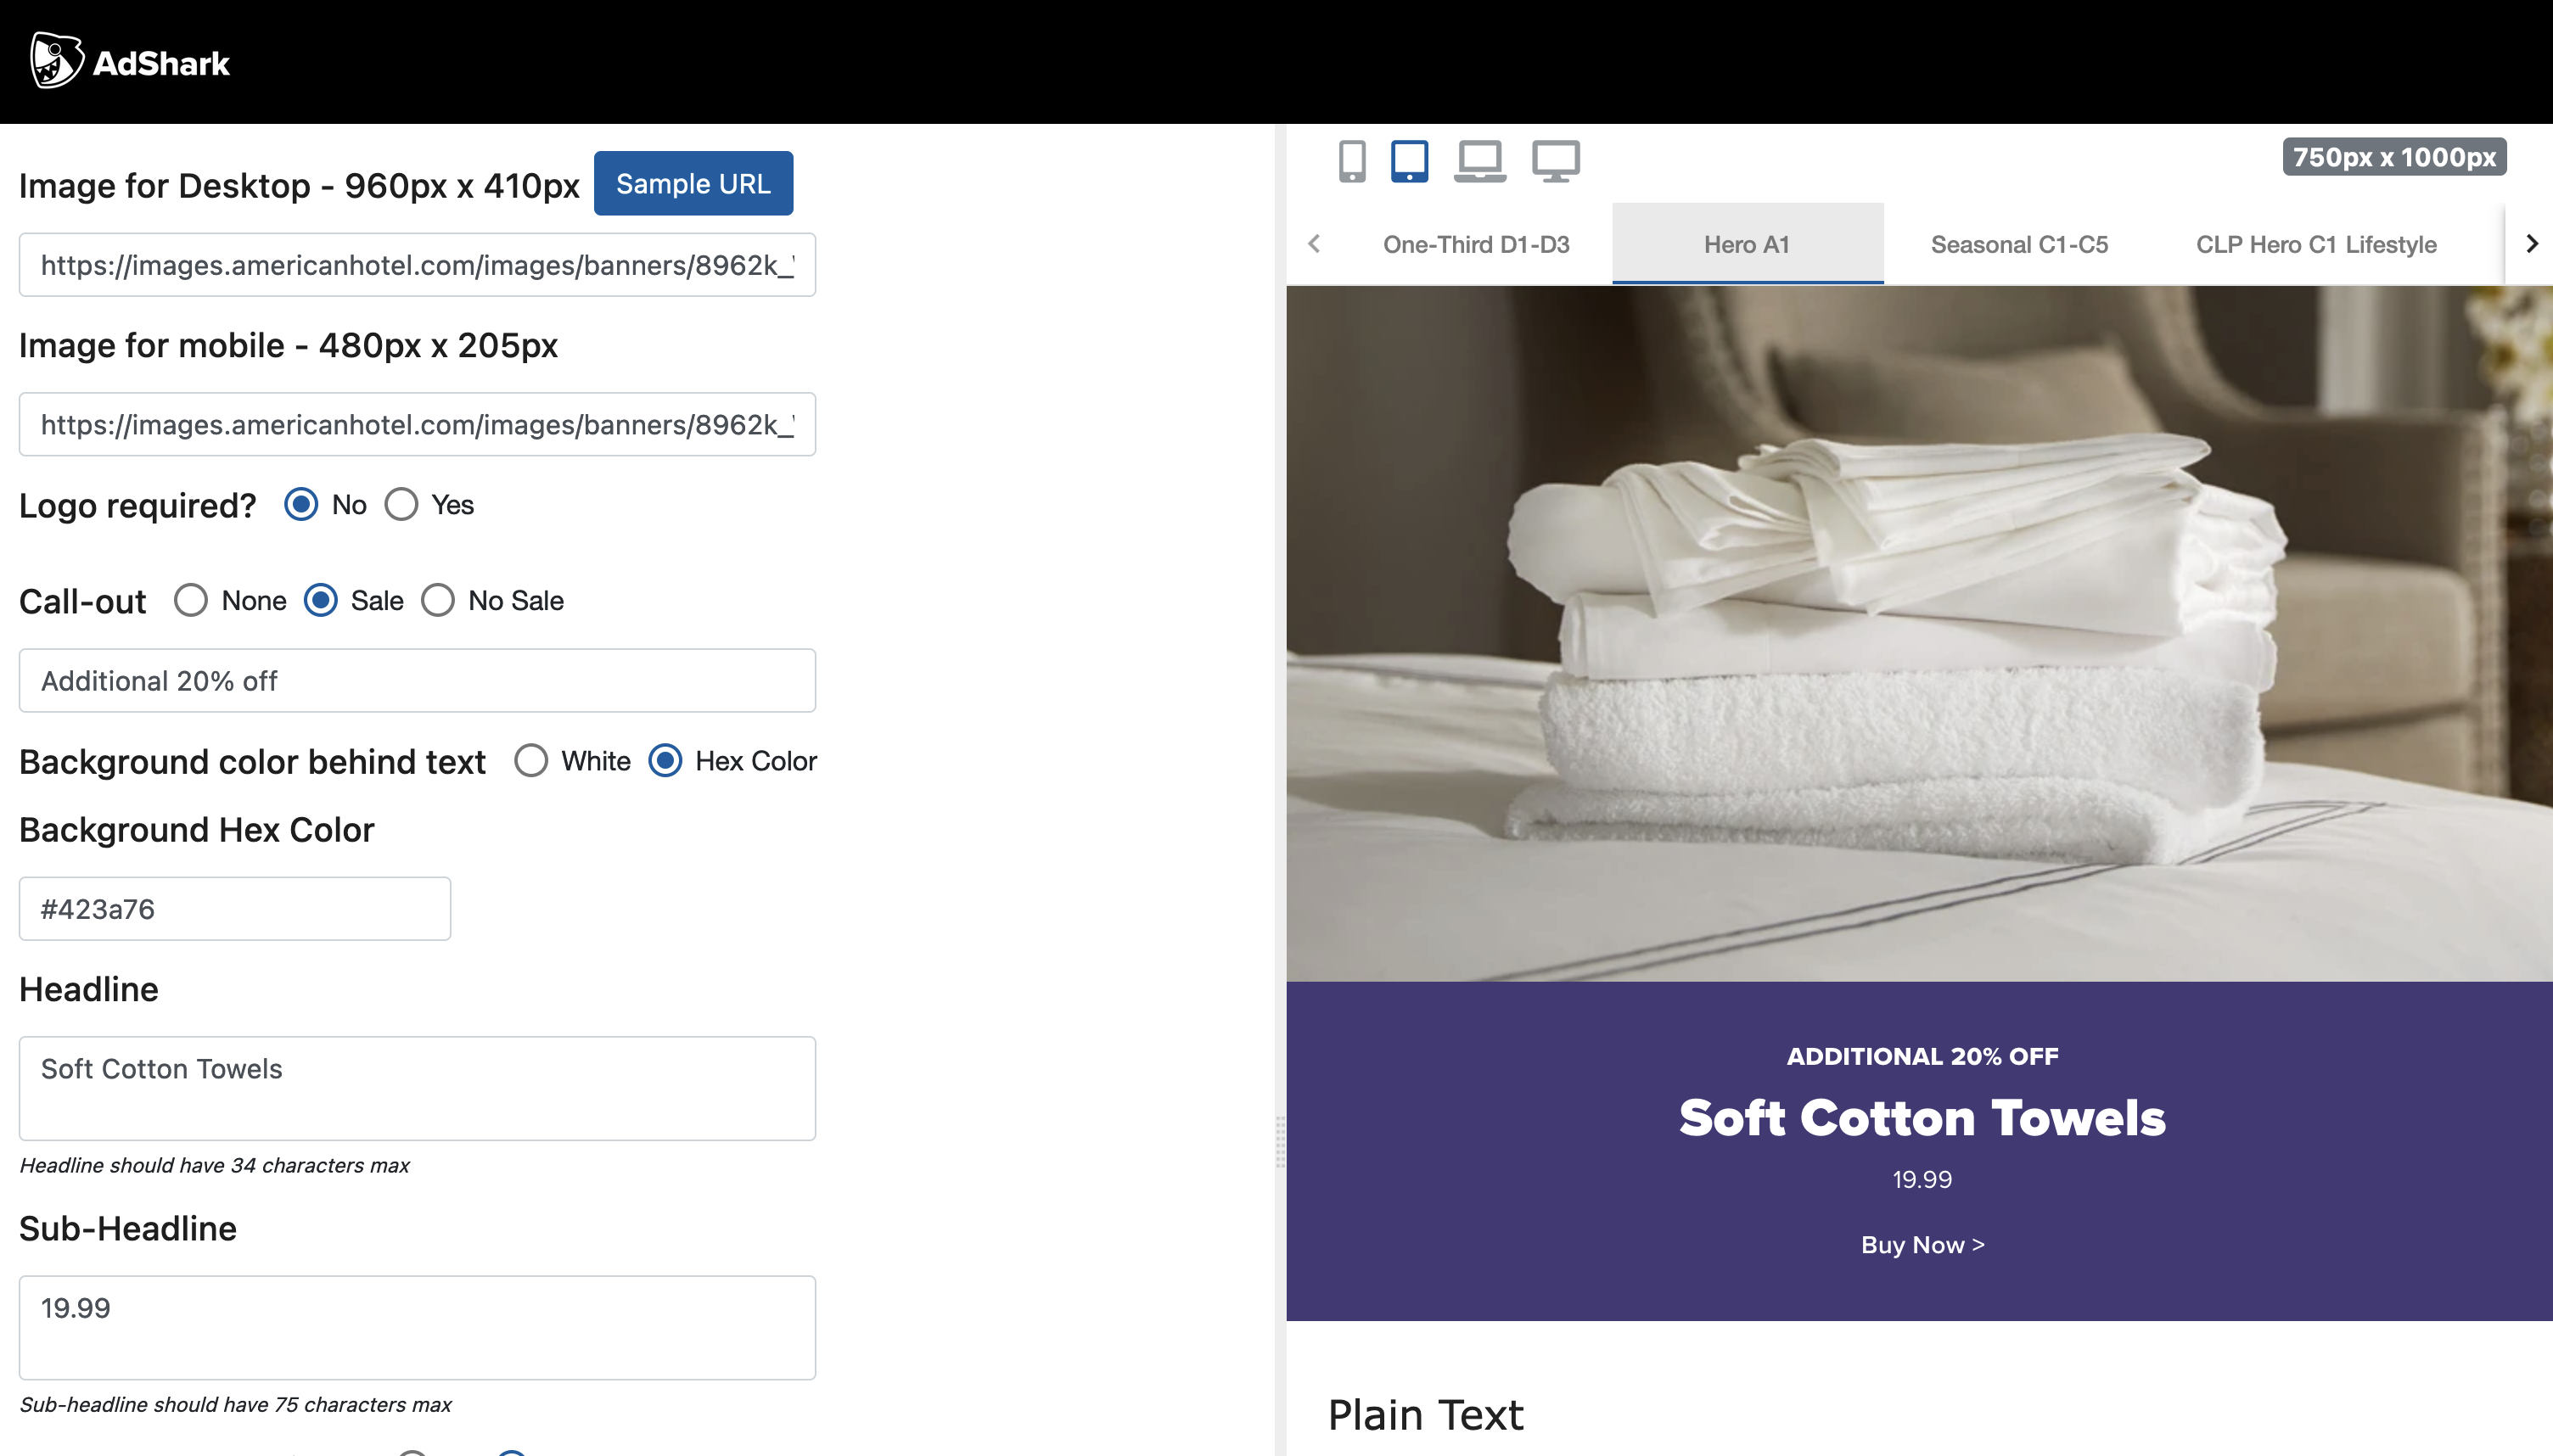 AdShark
Image for Desktop - 960px x 410px
Sample URL
https://images.americanhotel.com/images/banners/8962k_
Image for mobile - 480px x 205px
https://images.americanhotel.com/images/banners/8962k_
Logo required? No Yes
Call-out None Sale No Sale
Additional 20% off
Background color behind text White Hex Color
Background Hex Color
#423a76
Headline
Soft Cotton Towels
Headline should have 34 characters max
Sub-Headline
19.99
Sub-headline should have 75 characters max
750px x 1000px
One-Third D1-D3
Hero A1
Seasonal C1-C5
CLP Hero C1 Lifestyle
ADDITIONAL 20% OFF
Soft Cotton Towels
19.99
Buy Now >
Plain Text